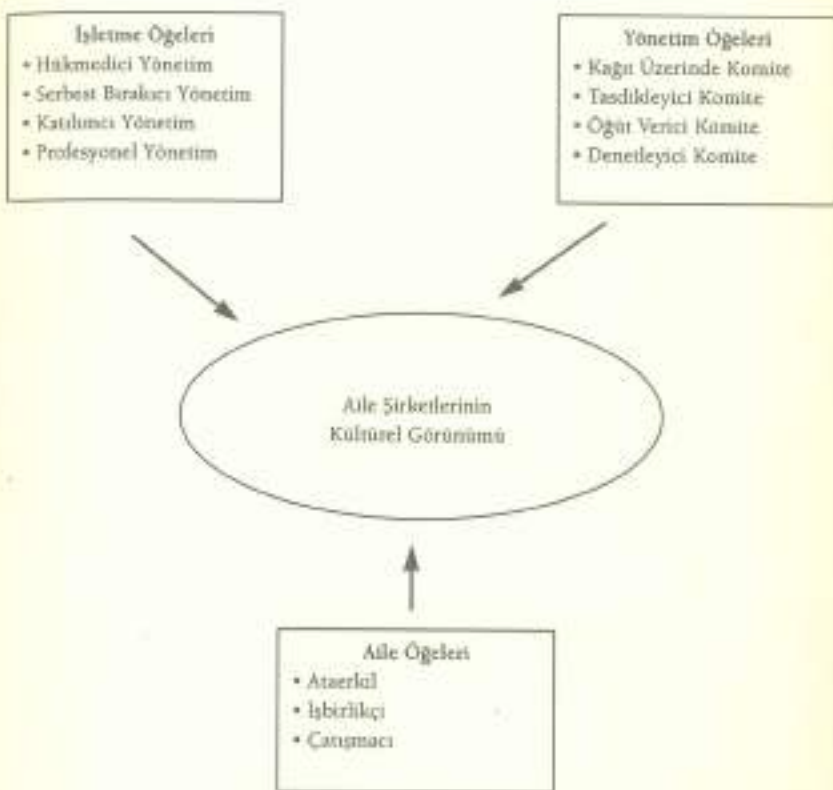 İşletme Öğeleri
• Hükmedici Yönetim
• Serbest Bırakıcı Yönetim
• Katılımcı Yönetim
• Profesyonel Yönetim
Yönetim Öğeleri
• Kağıt Üzerinde Komite
• Tasdikleyici Komite
• Öğüt Verici Komite
• Denetleyici Komite
Aile Şirketlerinin
Kültürel Görünümü
Aile Öğeleri
• Ataerkil
• İşbirlikçi
• Çatışmacı